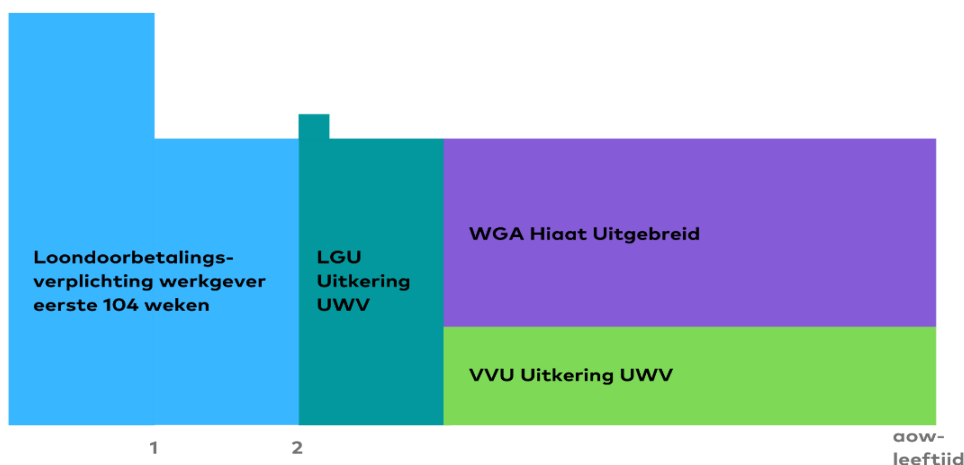 WGA Hiaat Uitgebreid
Loondoorbetalings-
verplichting werkgever
eerste 104 weken
LGU
Uitkering
UWV
VVU Uitkering UWV
1
2
aow-
leeftijd